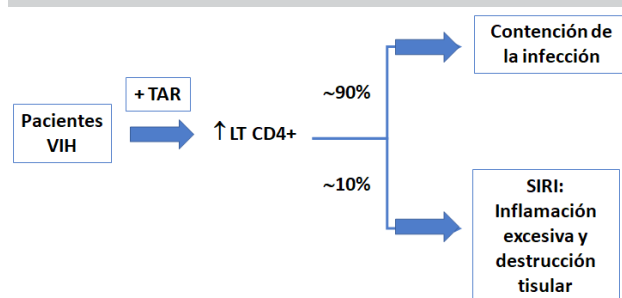 Pacientes
VIH
+ TAR
↑ LT CD4+
~90%
Contención de
la infección
~10%
SIRI:
Inflamación
excesiva y
destrucción
tisular